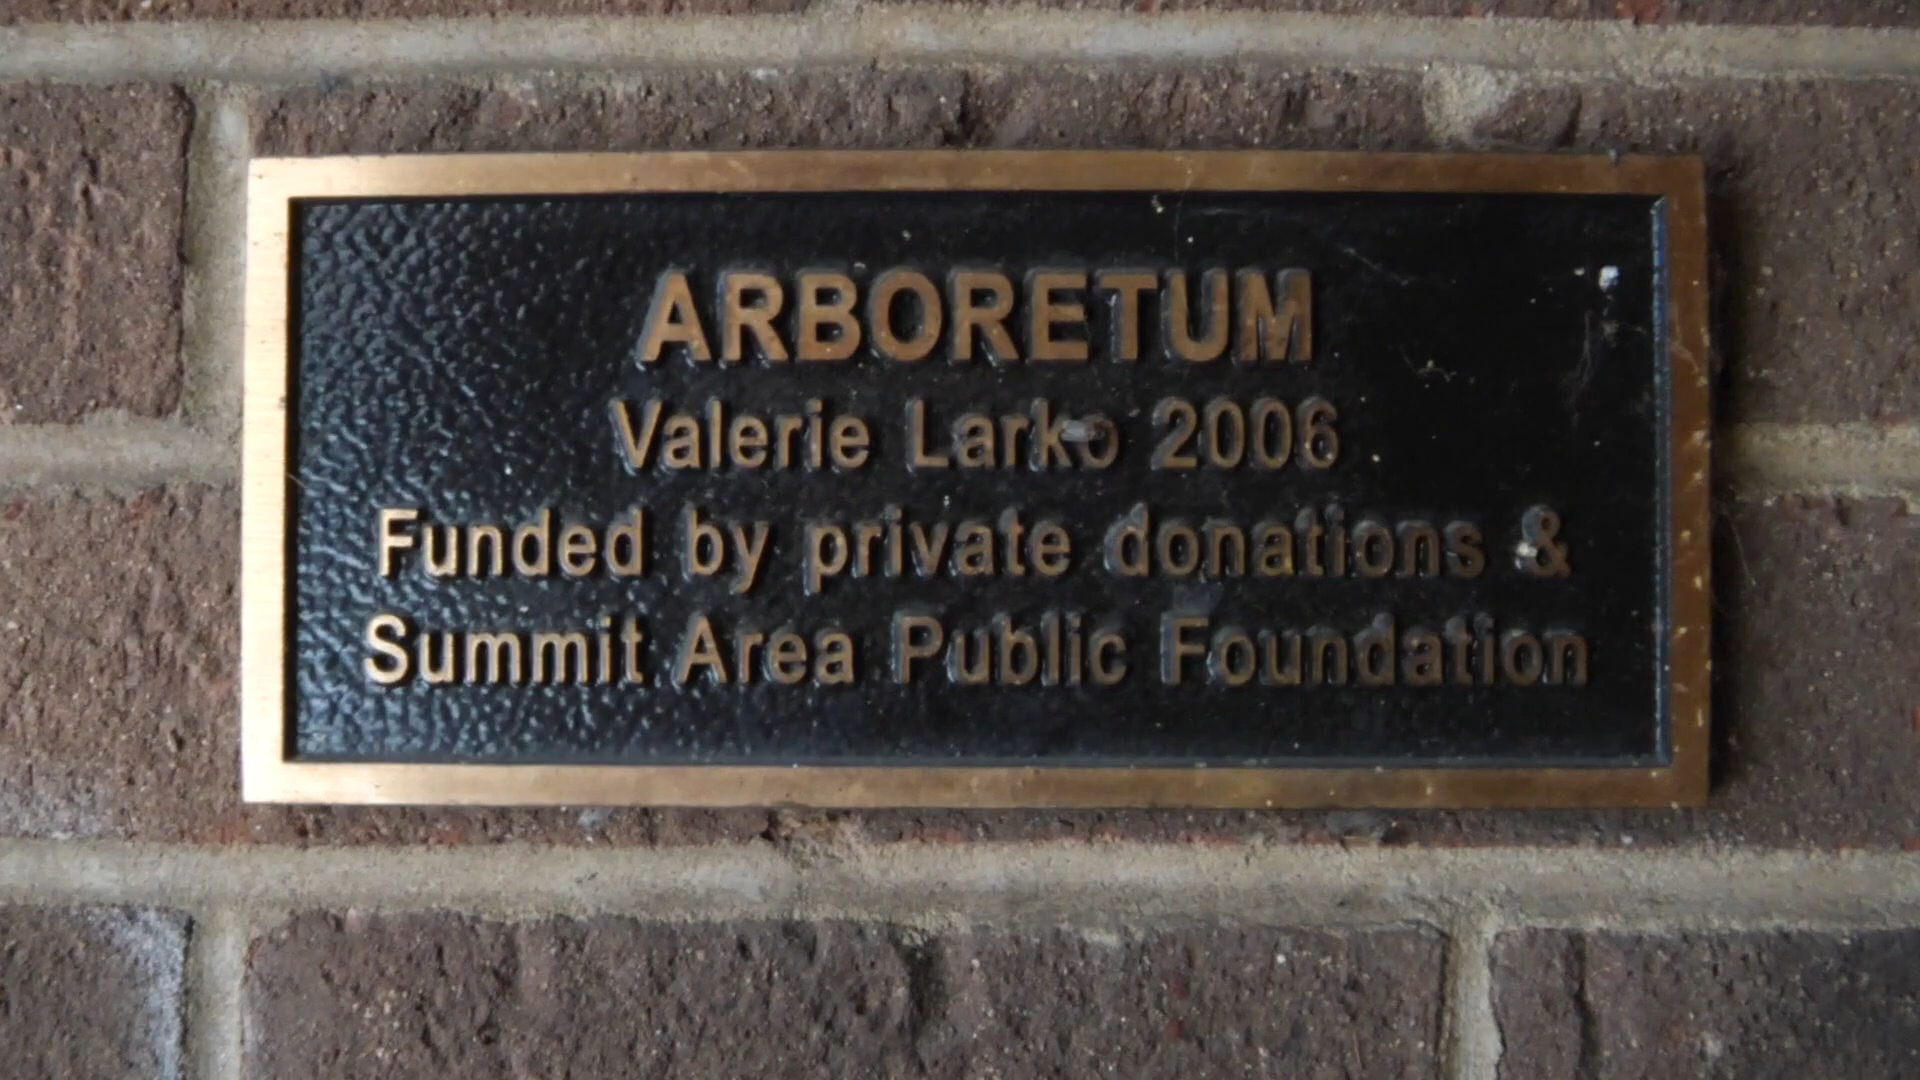 ARBORETUM
Valerie Larko 2006
Funded by private donations &
Summit Area Public Foundation